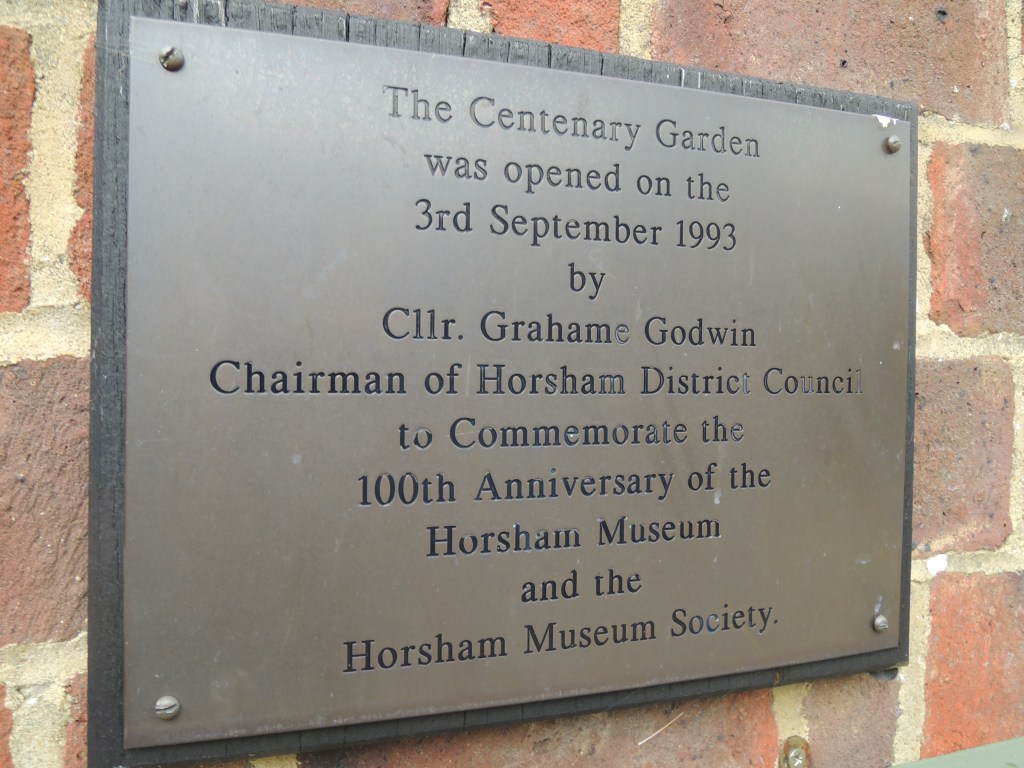 The Centenary Garden
was opened on the
3rd September 1993
by
Cllr. Grahame Godwin
Chairman of Horsham District Council
to Commemorate the
100th Anniversary of the
Horsham Museum
and the
Horsham Museum Society.